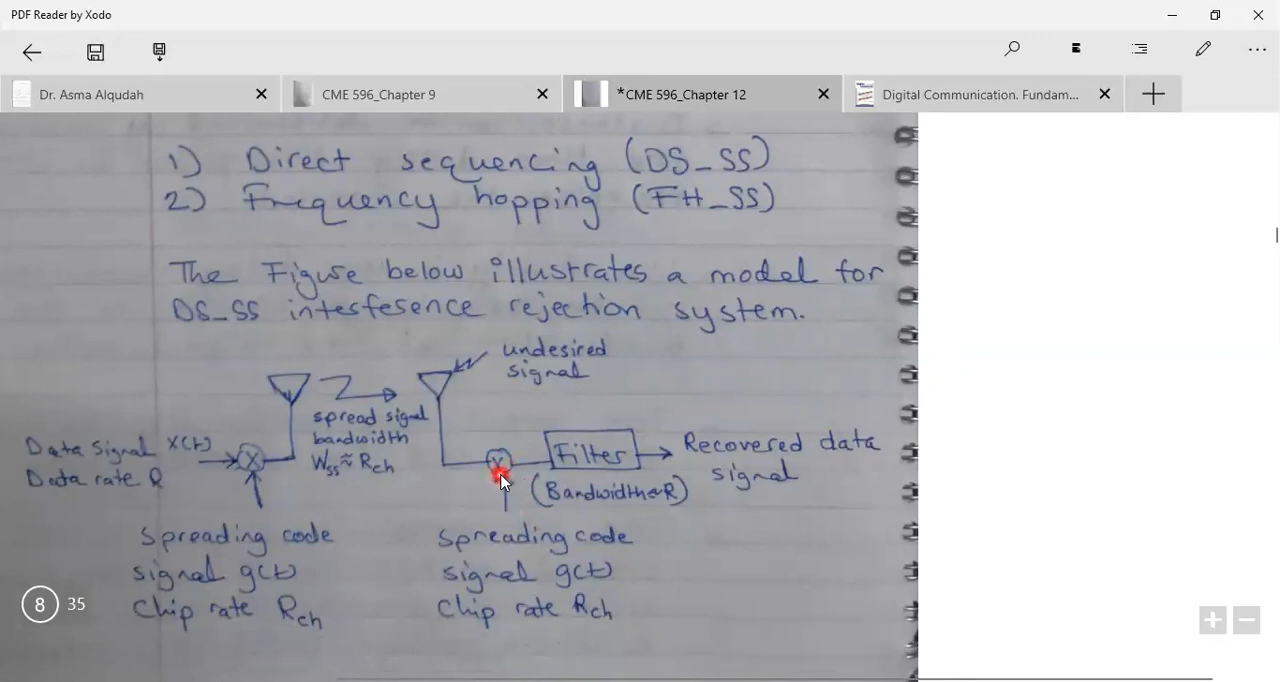 PDF Reader by Xodo
Dr. Asma Alqudah
CME 596_Chapter 9
*CME 596_Chapter 12
Digital Communication. Fundam...
1) Direct sequencing (DS_SS)
2) Frequency hopping (FH_SS)
The Figure below illustrates a model for
DS_SS interference rejection system.
undesired
signal
spread signal
bandwidth
Wss ≈ Rch
Data Signal x(t)
Data rate R
X
X
Filter
(Bandwidth≈R)
Recovered data
signal
Spreading code
signal g(t)
Chip rate Rch
Spreading code
signal g(t)
Chip rate Rch
8 35